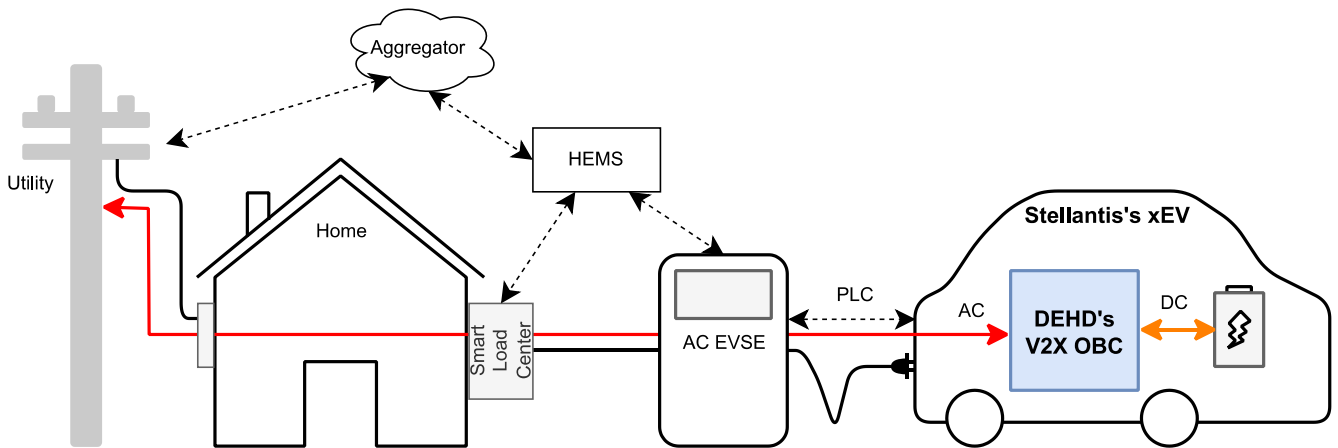 Aggregator
HEMS
Utility
Home
Smart
Load
Center
AC EVSE
PLC
Stellantis's xEV
AC
DEHD's
V2X OBC
DC